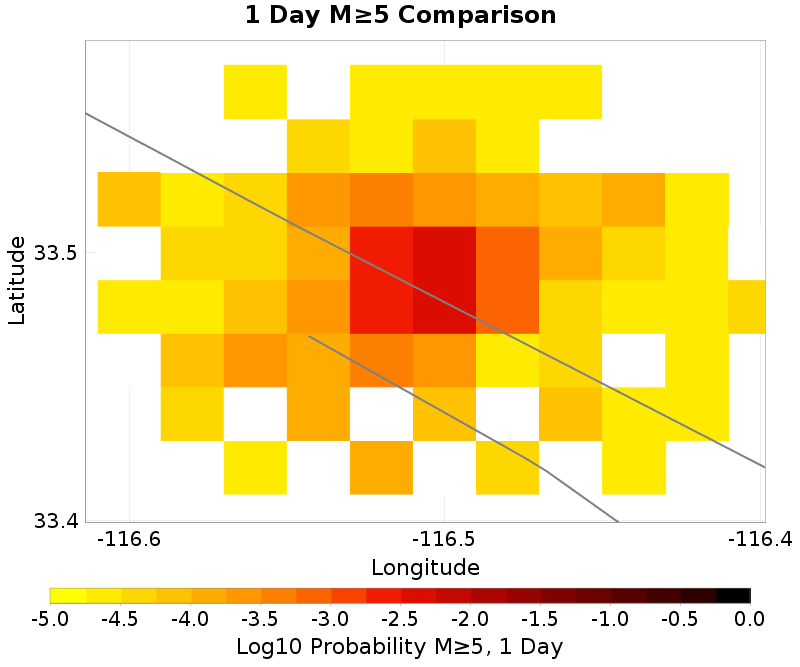 1 Day M≥5 Comparison
Latitude
33.5
33.4
-116.6 -116.5 -116.4
Longitude
-5.0 -4.5 -4.0 -3.5 -3.0 -2.5 -2.0 -1.5 -1.0 -0.5 0.0
Log10 Probability M≥5, 1 Day